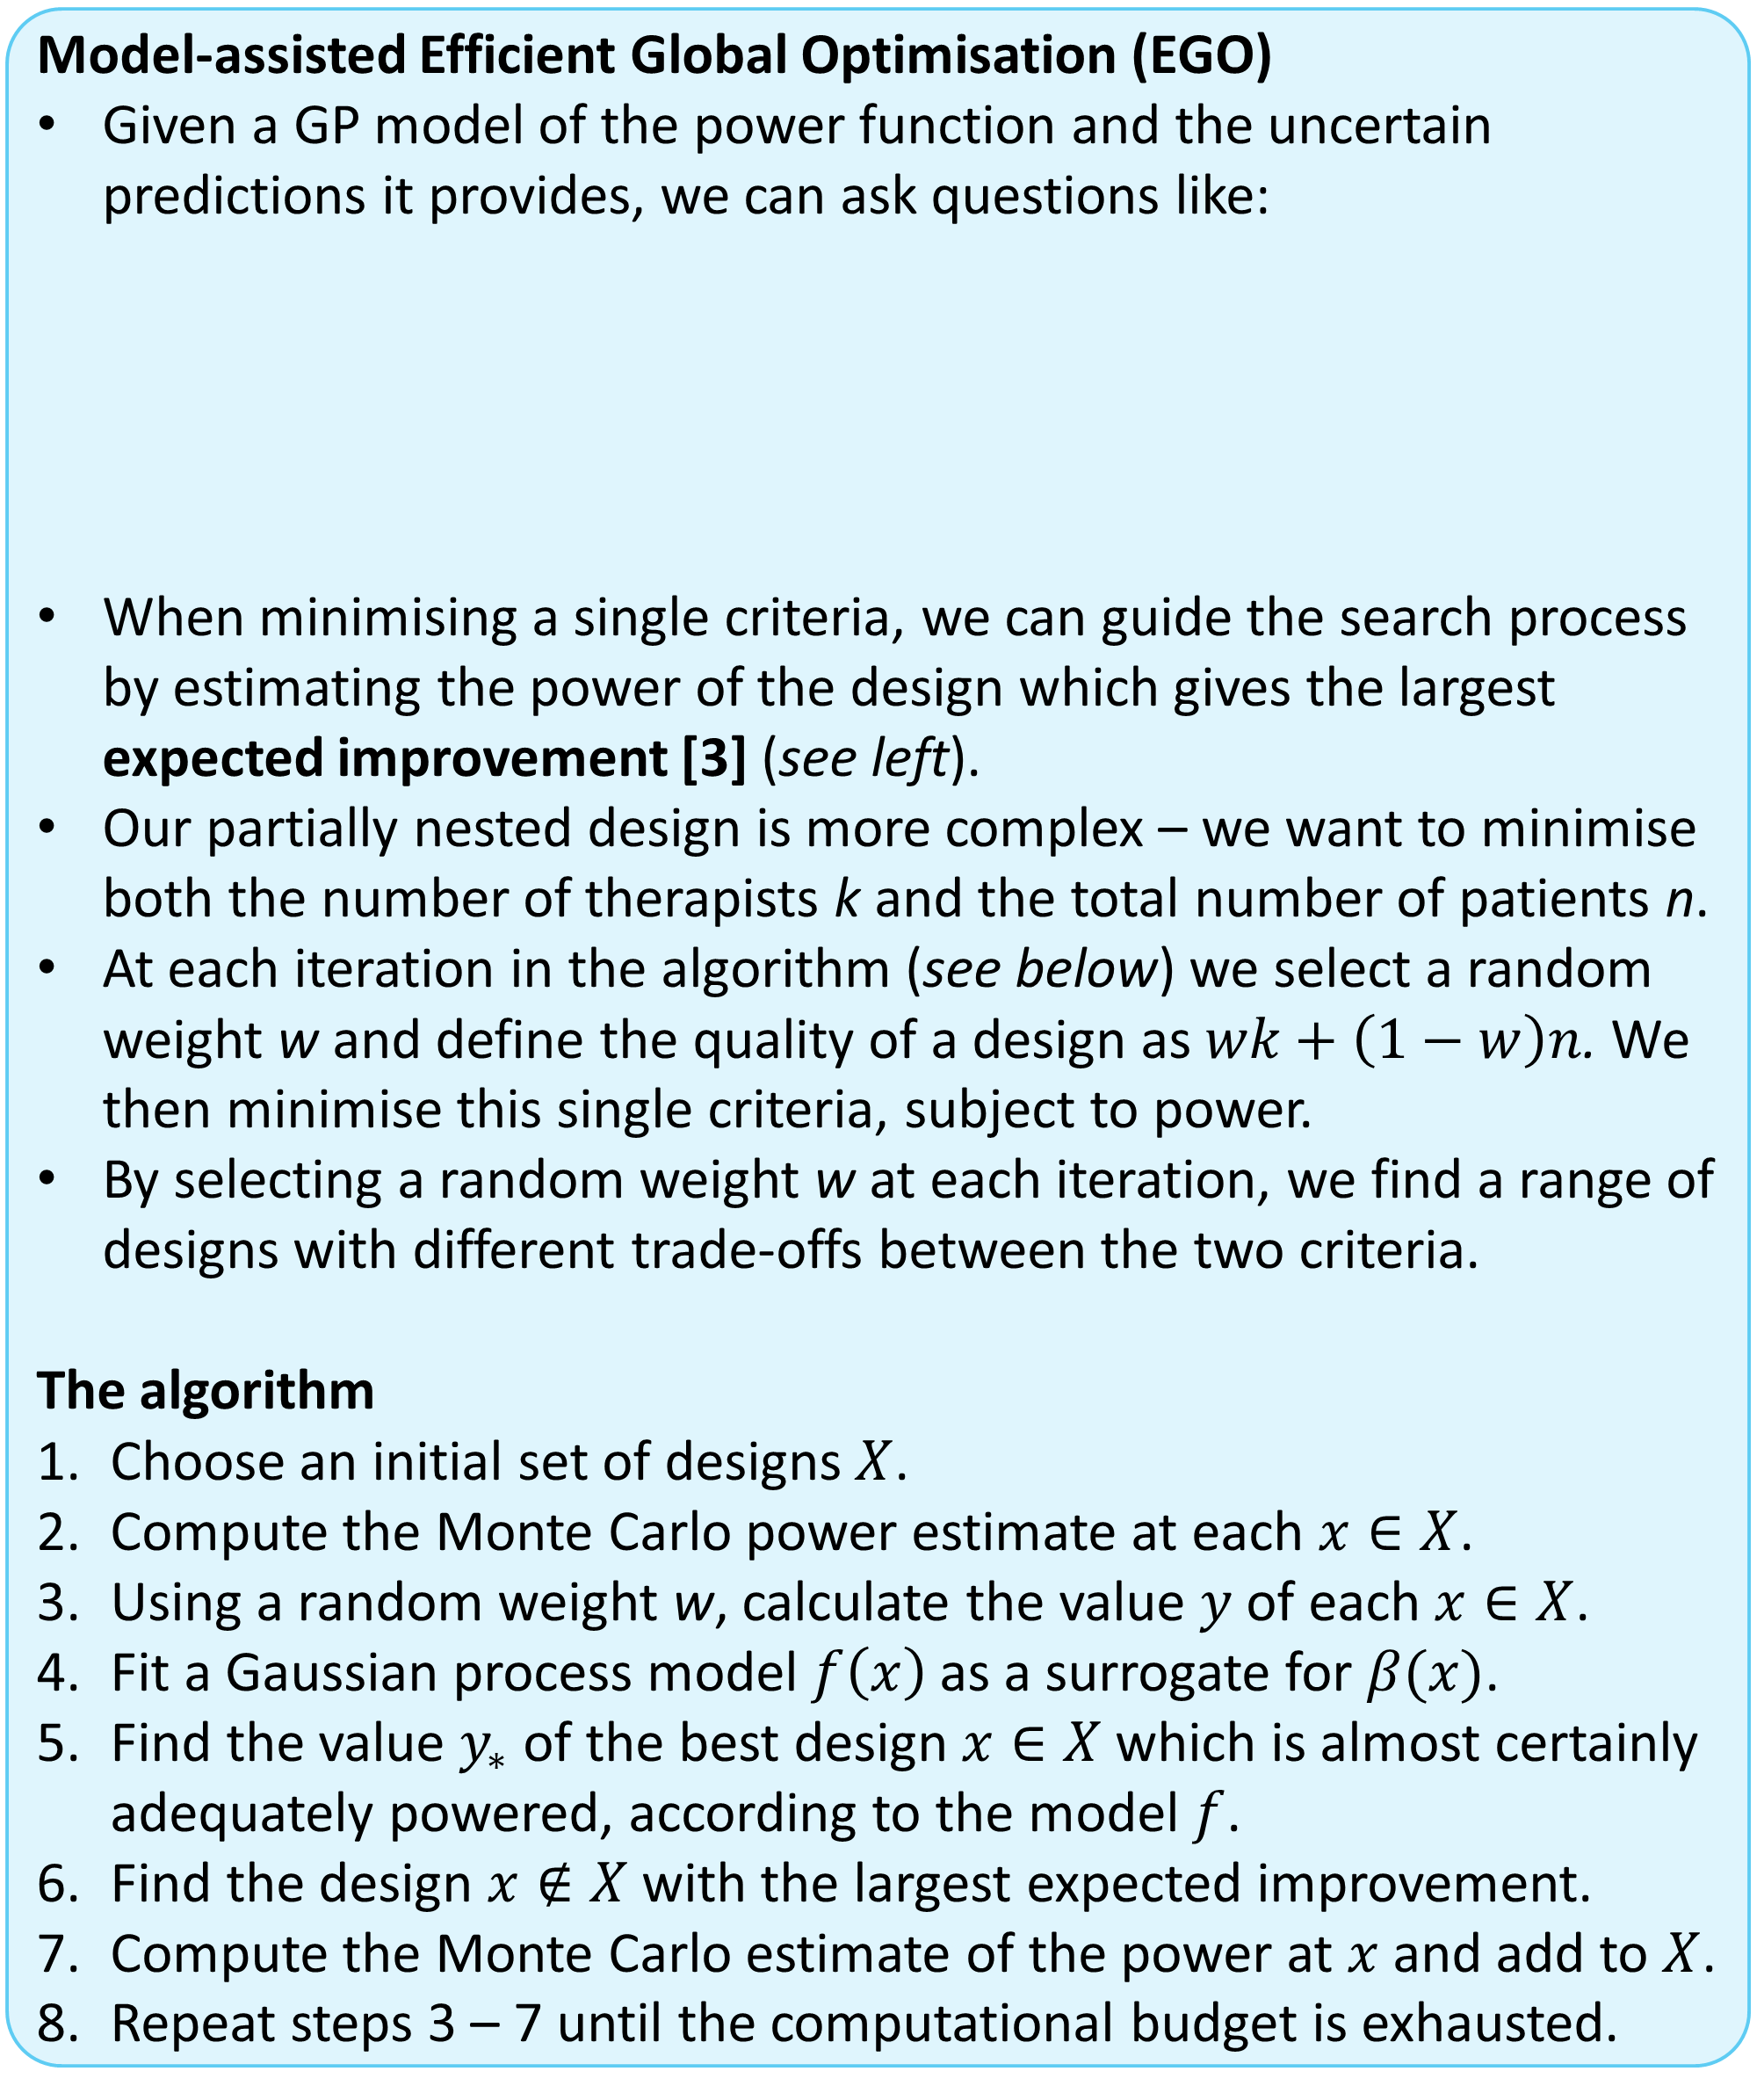 Model-assisted Efficient Global Optimisation (EGO)
• Given a GP model of the power function and the uncertain
predictions it provides, we can ask questions like:
• When minimising a single criteria, we can guide the search process
by estimating the power of the design which gives the largest
expected improvement [3] (see left).
• Our partially nested design is more complex – we want to minimise
both the number of therapists k and the total number of patients n.
• At each iteration in the algorithm (see below) we select a random
weight w and define the quality of a design as wk + (1 − w)n. We
then minimise this single criteria, subject to power.
• By selecting a random weight w at each iteration, we find a range of
designs with different trade-offs between the two criteria.
The algorithm
1. Choose an initial set of designs X.
2. Compute the Monte Carlo power estimate at each x ∈ X.
3. Using a random weight w, calculate the value y of each x ∈ X.
4. Fit a Gaussian process model f(x) as a surrogate for β(x).
5. Find the value y* of the best design x ∈ X which is almost certainly
adequately powered, according to the model f.
6. Find the design x ∉ X with the largest expected improvement.
7. Compute the Monte Carlo estimate of the power at x and add to X.
8. Repeat steps 3 – 7 until the computational budget is exhausted.